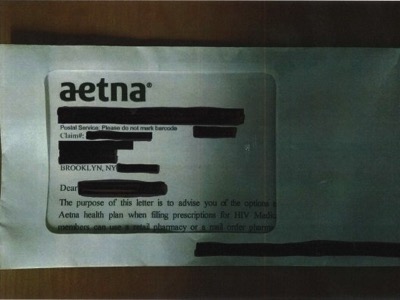 aetna®
Postal Service: Please do not mark barcode
Claim#:
BROOKLYN, NY
Dear
The purpose of this letter is to advise you of the options
Aetna health plan when filling prescriptions for HIV Medic
members can use a retail pharmacy or a mail order pharm